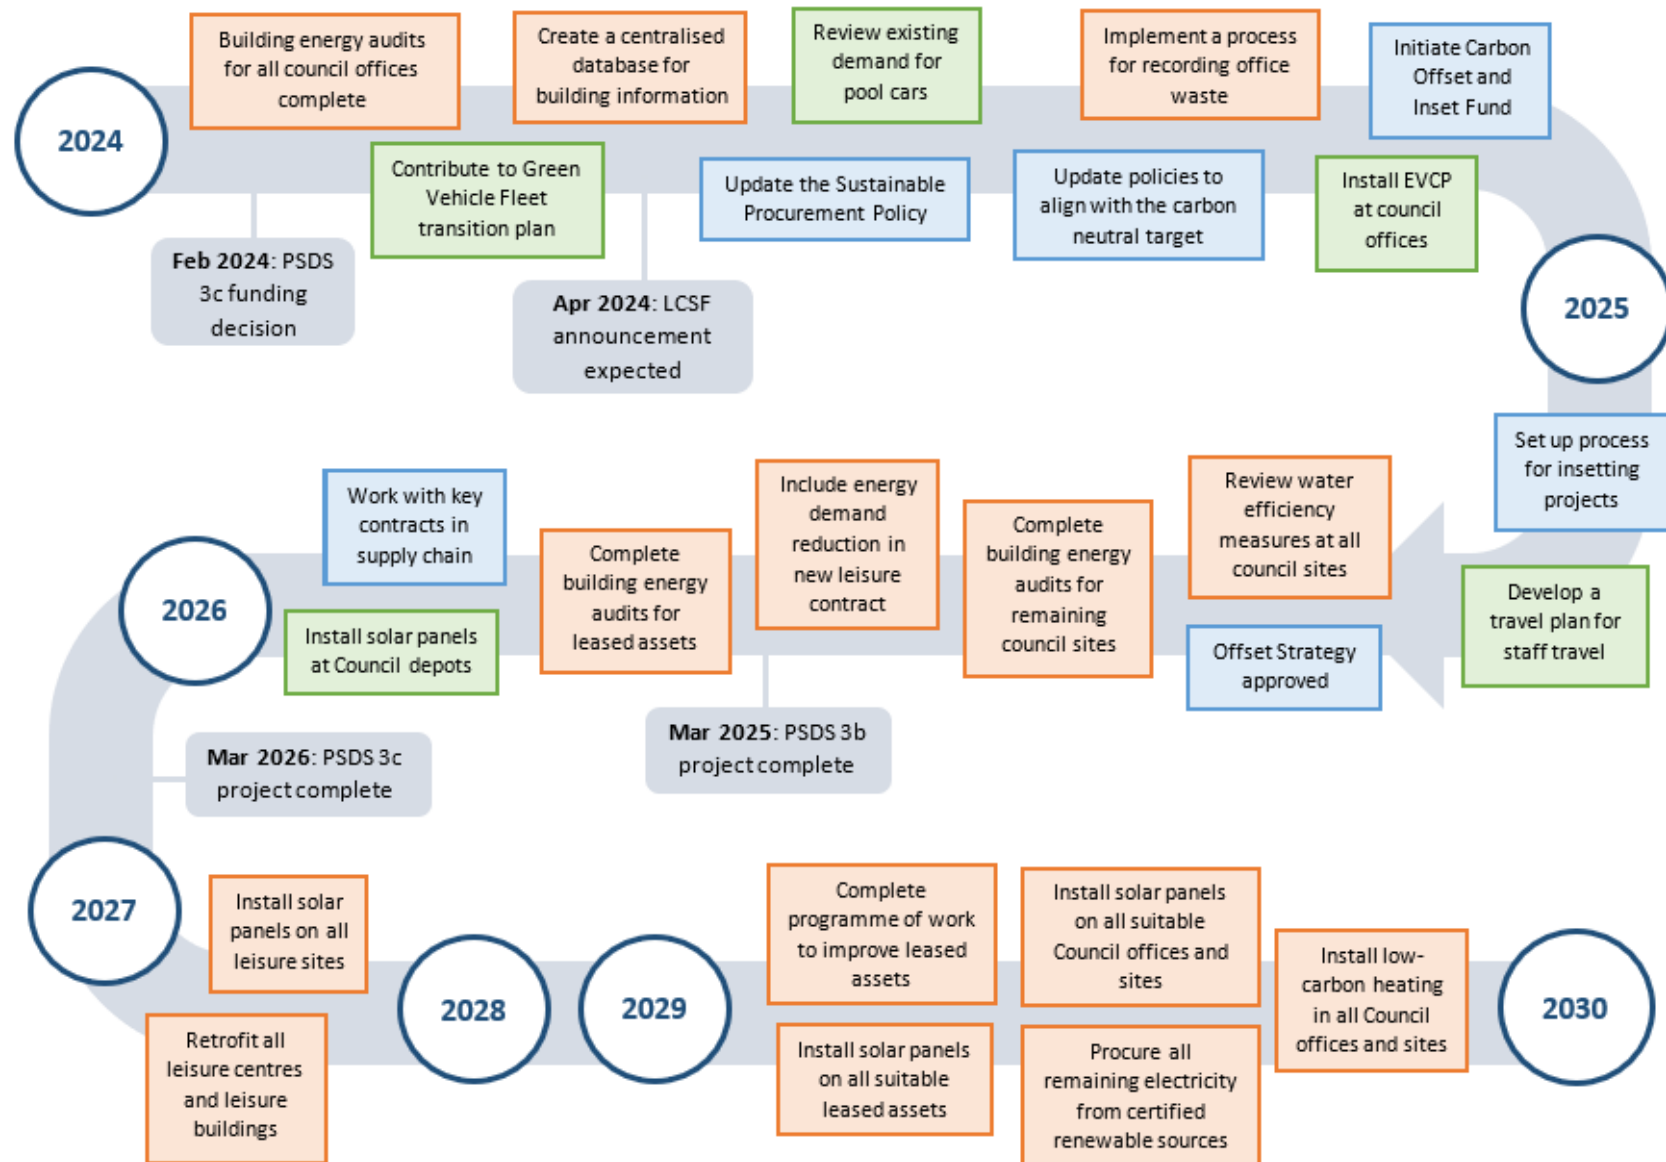 2024
Building energy audits
for all council offices
complete
Create a centralised
database for
building information
Review existing
demand for
pool cars
Implement a process
for recording office
waste
Initiate Carbon
Offset and
Inset Fund
Contribute to Green
Vehicle Fleet
transition plan
Update the Sustainable
Procurement Policy
Update policies to
align with the carbon
neutral target
Install EVCP
at council
offices
Feb 2024: PSDS
3c funding
decision
Apr 2024: LCSF
announcement
expected
2025
Set up process
for insetting
projects
Develop a
travel plan for
staff travel
Review water
efficiency
measures at all
council sites
Offset Strategy
approved
Complete
building energy
audits for
remaining
council sites
Include energy
demand
reduction in
new leisure
contract
Complete
building energy
audits for
leased assets
Work with key
contracts in
supply chain
Install solar panels
at Council depots
Mar 2025: PSDS 3b
project complete
2026
Mar 2026: PSDS 3c
project complete
2027
Install solar
panels on all
leisure sites
Retrofit all
leisure centres
and leisure
buildings
2028
2029
Complete
programme of work
to improve leased
assets
Install solar panels
on all suitable
leased assets
Install solar panels
on all suitable
Council offices and
sites
Procure all
remaining electricity
from certified
renewable sources
Install low-
carbon heating
in all Council
offices and sites
2030